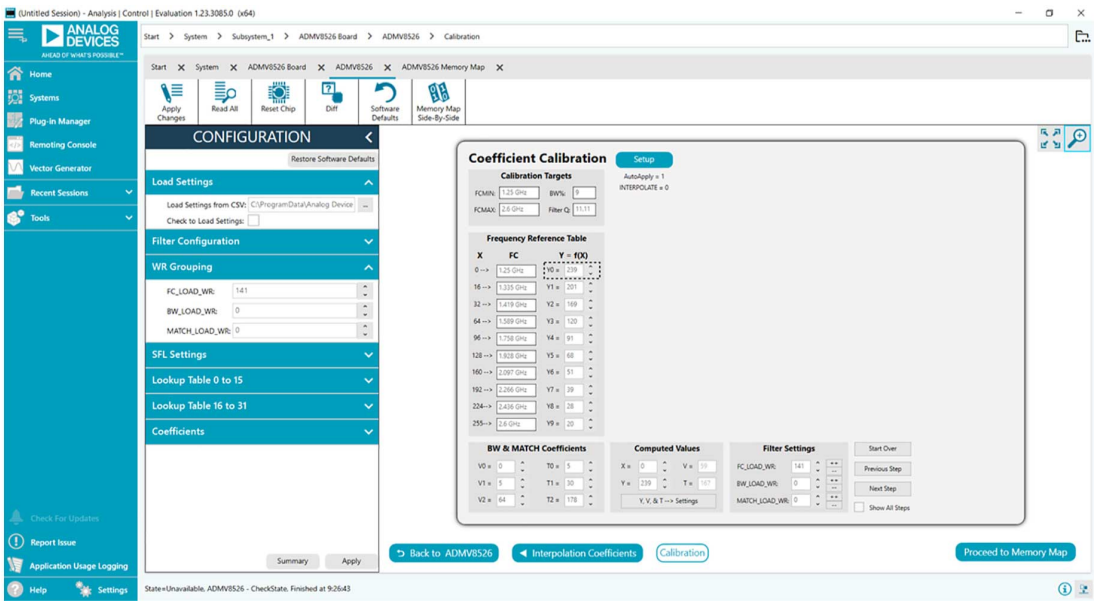 (Untitled Session) - Analysis | Control | Evaluation 1.23.3085.0 (x64)
ANALOG
DEVICES
AHEAD OF WHAT'S POSSIBLE™
Start > System > Subsystem_1 > ADMV8526 Board > ADMV8526 > Calibration
Home
Systems
Plug-in Manager
Remoting Console
Vector Generator
Recent Sessions
Tools
Check For Updates
Report Issue
Application Usage Logging
Help Settings
Start X System X ADMV8526 Board X ADMV8526 X ADMV8526 Memory Map X
Apply Changes
Read All
Reset Chip
Diff
Software Defaults
Memory Map Side-By-Side
CONFIGURATION
Restore Software Defaults
Load Settings
Load Settings from CSV: C:\ProgramData\Analog Device ...
Check to Load Settings:
Filter Configuration
WR Grouping
FC_LOAD_WR: 141
BW_LOAD_WR: 0
MATCH_LOAD_WR: 0
SFL Settings
Lookup Table 0 to 15
Lookup Table 16 to 31
Coefficients
Summary Apply
Coefficient Calibration Setup
Calibration Targets
FCMIN: 1.25 GHz BW%: 9
FCMAX: 2.6 GHz Filter Q: 11.11
AutoApply = 1
INTERPOLATE = 0
Frequency Reference Table
X FC Y = f(X)
0 --> 1.25 GHz Y0 = 239
16 --> 1.335 GHz Y1 = 201
32 --> 1.419 GHz Y2 = 169
64 --> 1.589 GHz Y3 = 120
96 --> 1.758 GHz Y4 = 91
128 --> 1.928 GHz Y5 = 68
160 --> 2.097 GHz Y6 = 51
192 --> 2.266 GHz Y7 = 39
224--> 2.436 GHz Y8 = 28
255--> 2.6 GHz Y9 = 20
BW & MATCH Coefficients
V0 = 0 T0 = 5
V1 = 5 T1 = 30
V2 = 64 T2 = 178
Computed Values
X = 0 V = 59
Y = 239 T = 167
Y, V, & T --> Settings
Filter Settings
FC_LOAD_WR: 141
BW_LOAD_WR: 0
MATCH_LOAD_WR: 0
Start Over
Previous Step
Next Step
Show All Steps
Back to ADMV8526
Interpolation Coefficients
Calibration
Proceed to Memory Map
State=Unavailable, ADMV8526 - CheckState, Finished at 9:26:43